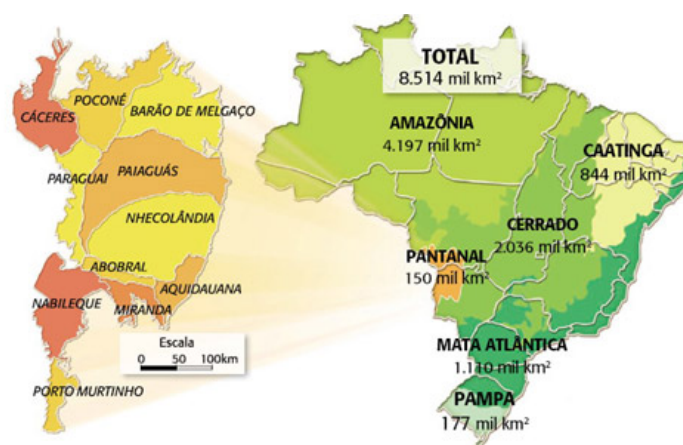 CÁCERES
POCONÉ
BARÃO DE MELGAÇO
PARAGUAI
PAIAGUÁS
NHECOLÂNDIA
ABOBRAL
NABILEQUE
MIRANDA
AQUIDAUANA
PORTO MURTINHO
Escala
0 50 100km
TOTAL
8.514 mil km²
AMAZÔNIA
4.197 mil km²
CAATINGA
844 mil km²
CERRADO
2.036 mil km²
PANTANAL
150 mil km²
MATA ATLÂNTICA
1.110 mil km²
PAMPA
177 mil km²